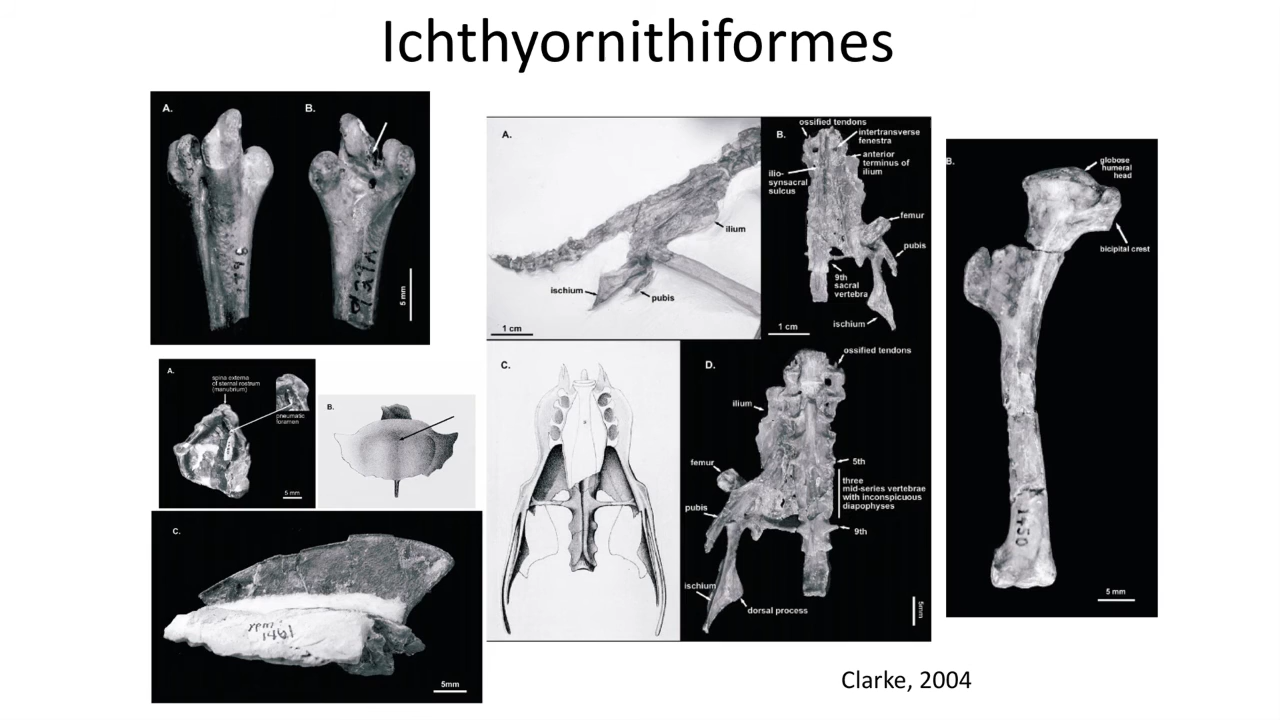 Ichthyornithiformes
A.
B.
5 mm
A.
spina externa
of sternal rostrum
(manubrium)
pneumatic
foramen
5 mm
B.
C.
1461
5mm
A.
ilium
ischium
pubis
1 cm
B.
ossified tendons
intertransverse
fenestra
anterior
terminus of
ilium
ilio-
synsacral
sulcus
femur
pubis
9th
sacral
vertebra
ischium
1 cm
C.
D.
ossified tendons
ilium
femur
5th
three
mid-series vertebrae
with inconspicuous
diapophyses
pubis
9th
ischium
dorsal process
5mm
B.
globose
humeral
head
bicipital crest
1450
5 mm
Clarke, 2004